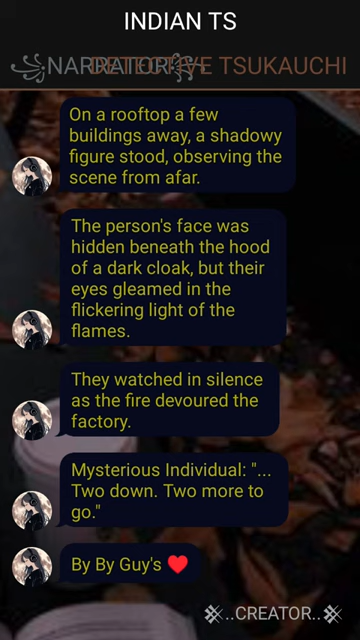 INDIAN TS
NARRATOR
DETECTIVE TSUKAUCHI
On a rooftop a few
buildings away, a shadowy
figure stood, observing the
scene from afar.
The person's face was
hidden beneath the hood
of a dark cloak, but their
eyes gleamed in the
flickering light of the
flames.
They watched in silence
as the fire devoured the
factory.
Mysterious Individual: "...
Two down. Two more to
go."
By By Guy's ❤️
..CREATOR..